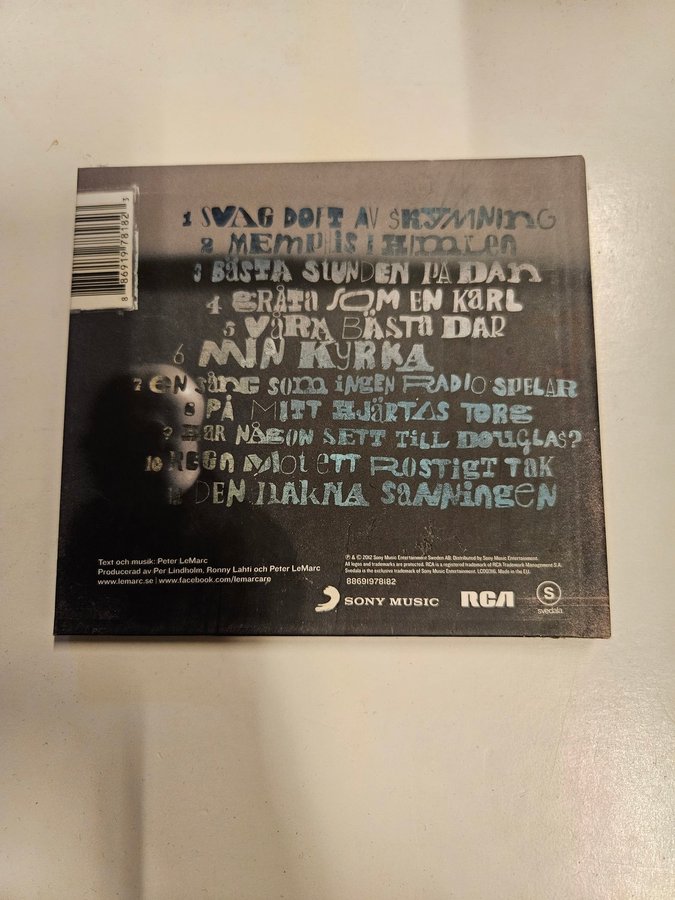 1 SVAG DOFT AV SKYMNING
2 MEMPHIS I HIMLEN
3 BÄSTA STUNDEN PÅ DAN
4 GRÅTA SOM EN KARL
5 VÅRA BÄSTA DAR
6 MIN KYRKA
7 EN SÅNG SOM INGEN RADIO SPELAR
8 PÅ MITT HJÄRTAS TORG
9 HAR NÅGON SETT TILL DOUGLAS?
10 REGN MOT ETT ROSTIGT TAK
11 DEN NAKNA SANNINGEN
8 86919 78182 3
Text och musik: Peter LeMarc
Producerad av Per Lindholm, Ronny Lahti och Peter LeMarc
www.lemarc.se | www.facebook.com/lemarcare
℗ & © 2012 Sony Music Entertainment Sweden AB. Distributed by Sony Music Entertainment.
All logos and trademarks are protected. RCA is a registered trademark of RCA Trademark Management S.A.
Svedala is the exclusive trademark of Sony Music Entertainment. LC00316. Made in the EU.
88691978182
SONY MUSIC
RCA
S
svedala